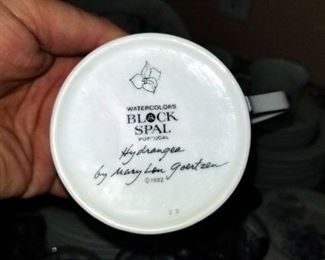 WATERCOLORS
BLOCK
SPAL
PORTUGAL
Hydrangea
by Mary Lou Goertzen
©1982